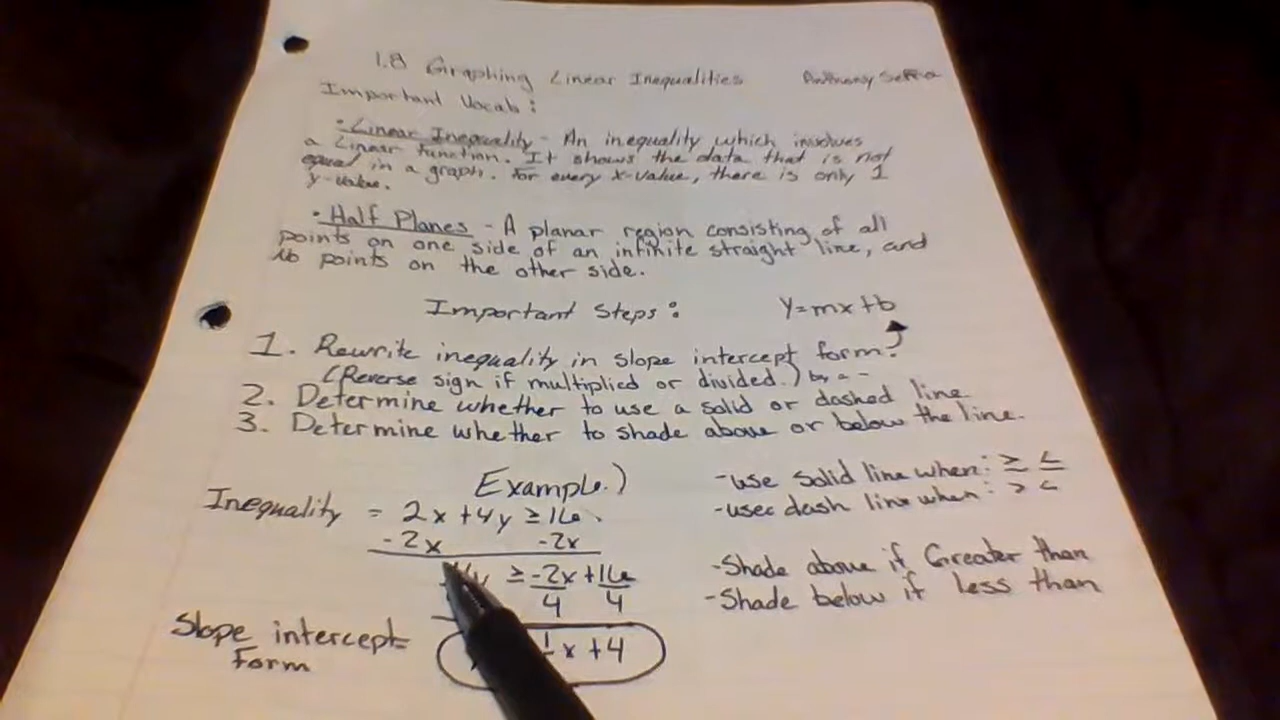 1.8 Graphing Linear Inequalities Anthony
Important Vocab:
• Linear Inequality - An inequality which involves
a Linear function. It shows the data that is not
equal in a graph. For every x-value, there is only 1
y-value.
• Half Planes - A planar region consisting of all
points on one side of an infinite straight line, and
no points on the other side.
Important Steps: y=mx+b
1. Rewrite inequality in slope intercept form.
(Reverse sign if multiplied or divided.) by a -
2. Determine whether to use a solid or dashed line
3. Determine whether to shade above or below the line.
Example.)
Inequality = 2x+4y ≥16
-2x -2x
≥ -2x+16
4 4
Slope intercept= x+4
Form
-use solid line when: ≥ ≤
-use dash line when: > <
-Shade above if Greater than
-Shade below if Less than